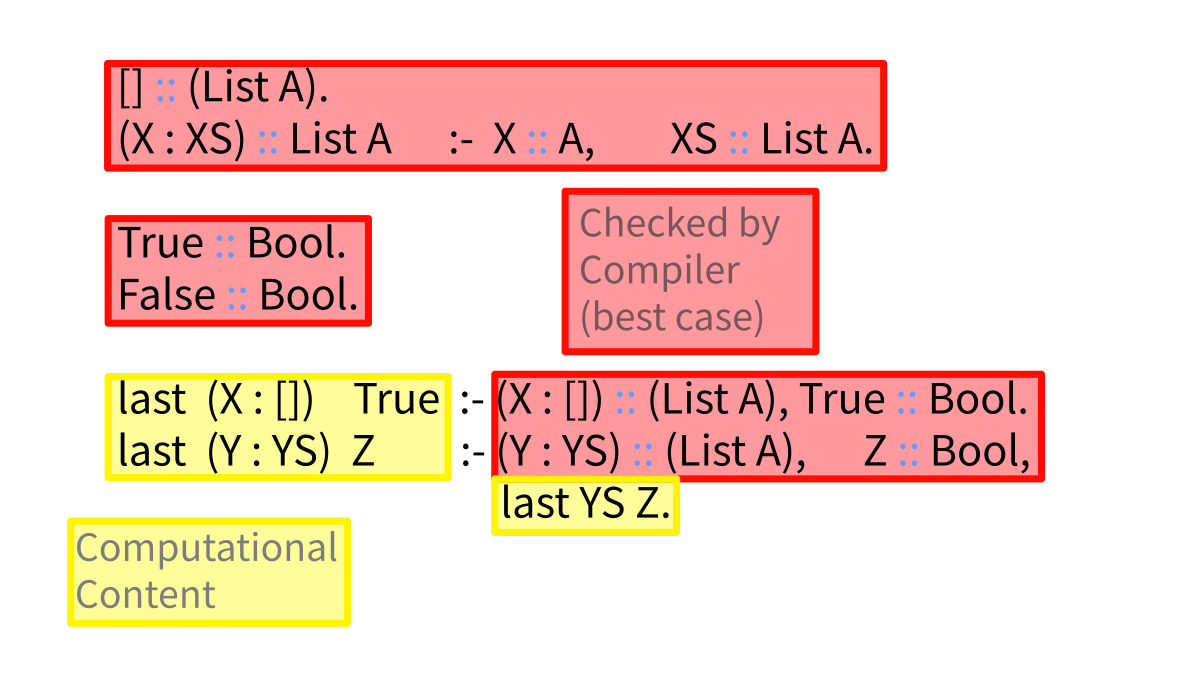 [] :: (List A).
(X : XS) :: List A :- X :: A, XS :: List A.
True :: Bool.
False :: Bool.
Checked by
Compiler
(best case)
last (X : []) True :- (X : []) :: (List A), True :: Bool.
last (Y : YS) Z :- (Y : YS) :: (List A), Z :: Bool,
last YS Z.
Computational
Content